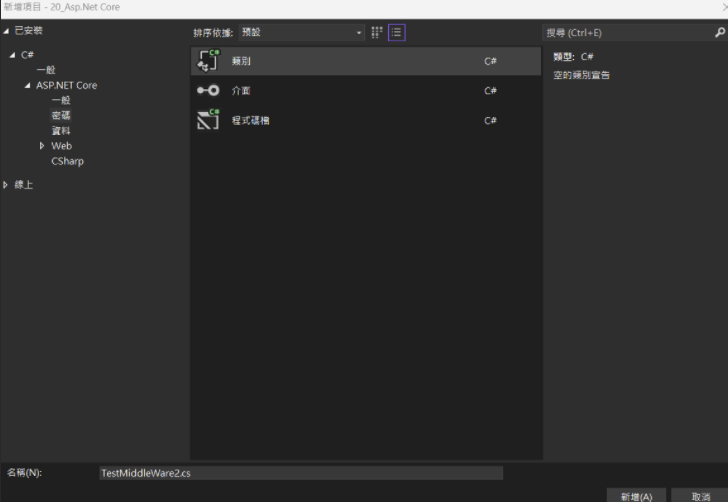 新增項目 - 20_Asp.Net Core
已安裝
C#
一般
ASP.NET Core
一般
密碼
資料
Web
CSharp
線上
排序依據: 預設
類別 C#
介面 C#
程式碼檔 C#
搜尋 (Ctrl+E)
類型: C#
空的類別宣告
名稱(N): TestMiddleWare2.cs
新增(A) 取消